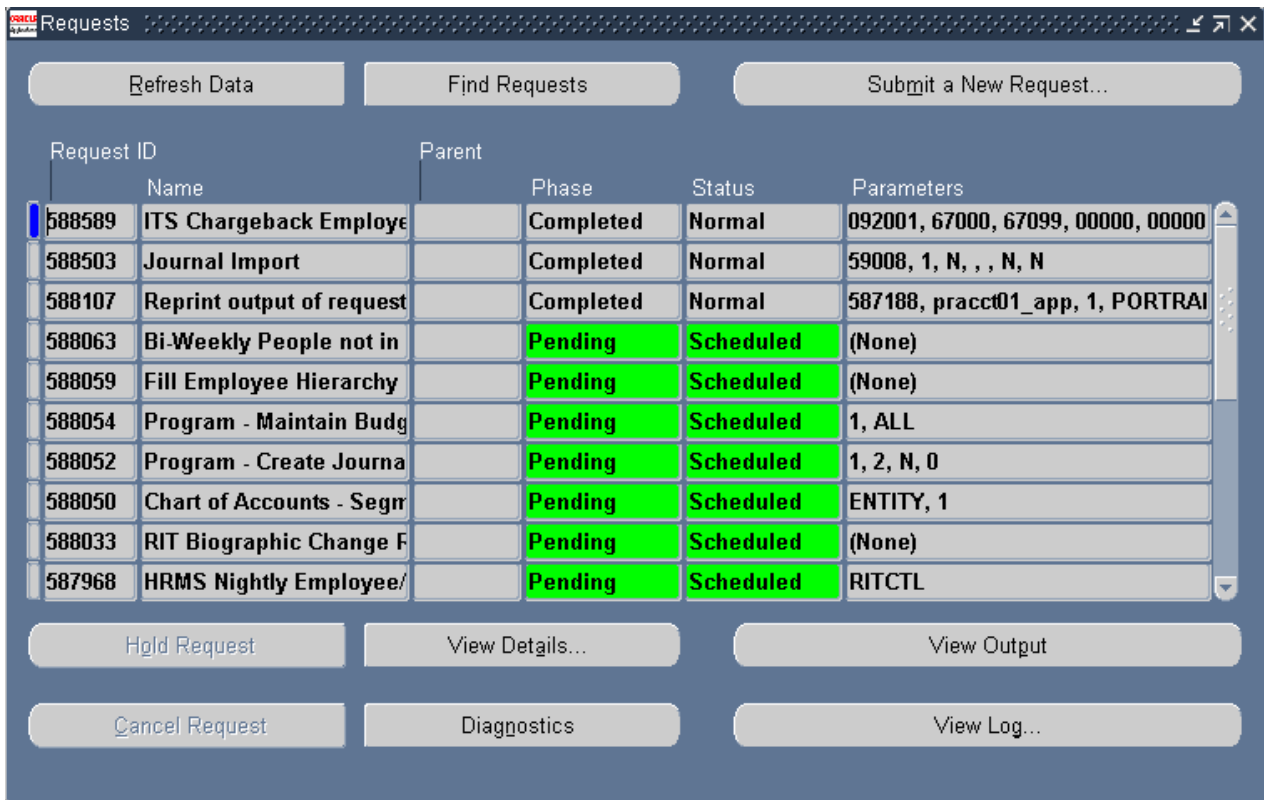 ORACLE Applications Requests
Refresh Data Find Requests Submit a New Request...
Request ID Parent
Name Phase Status Parameters
588589 ITS Chargeback Employe Completed Normal 092001, 67000, 67099, 00000, 00000
588503 Journal Import Completed Normal 59008, 1, N, , , N, N
588107 Reprint output of request Completed Normal 587188, pracct01_app, 1, PORTRAI
588063 Bi-Weekly People not in Pending Scheduled (None)
588059 Fill Employee Hierarchy Pending Scheduled (None)
588054 Program - Maintain Budg Pending Scheduled 1, ALL
588052 Program - Create Journa Pending Scheduled 1, 2, N, 0
588050 Chart of Accounts - Segm Pending Scheduled ENTITY, 1
588033 RIT Biographic Change R Pending Scheduled (None)
587968 HRMS Nightly Employee/ Pending Scheduled RITCTL
Hold Request View Details... View Output
Cancel Request Diagnostics View Log...